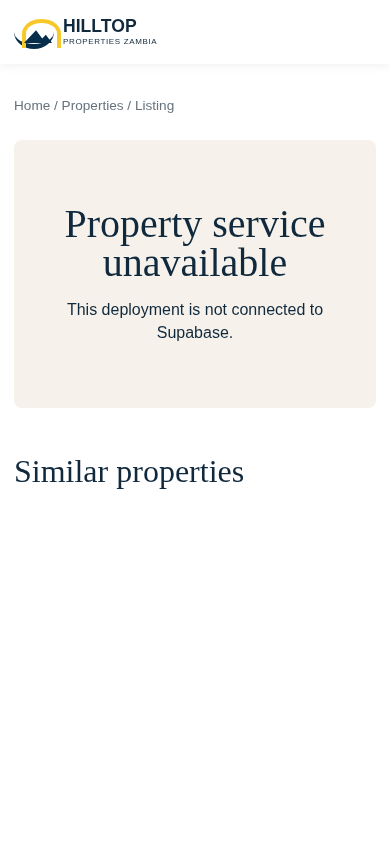 HILLTOP
PROPERTIES ZAMBIA
Home / Properties / Listing
Property service
unavailable
This deployment is not connected to
Supabase.
Similar properties